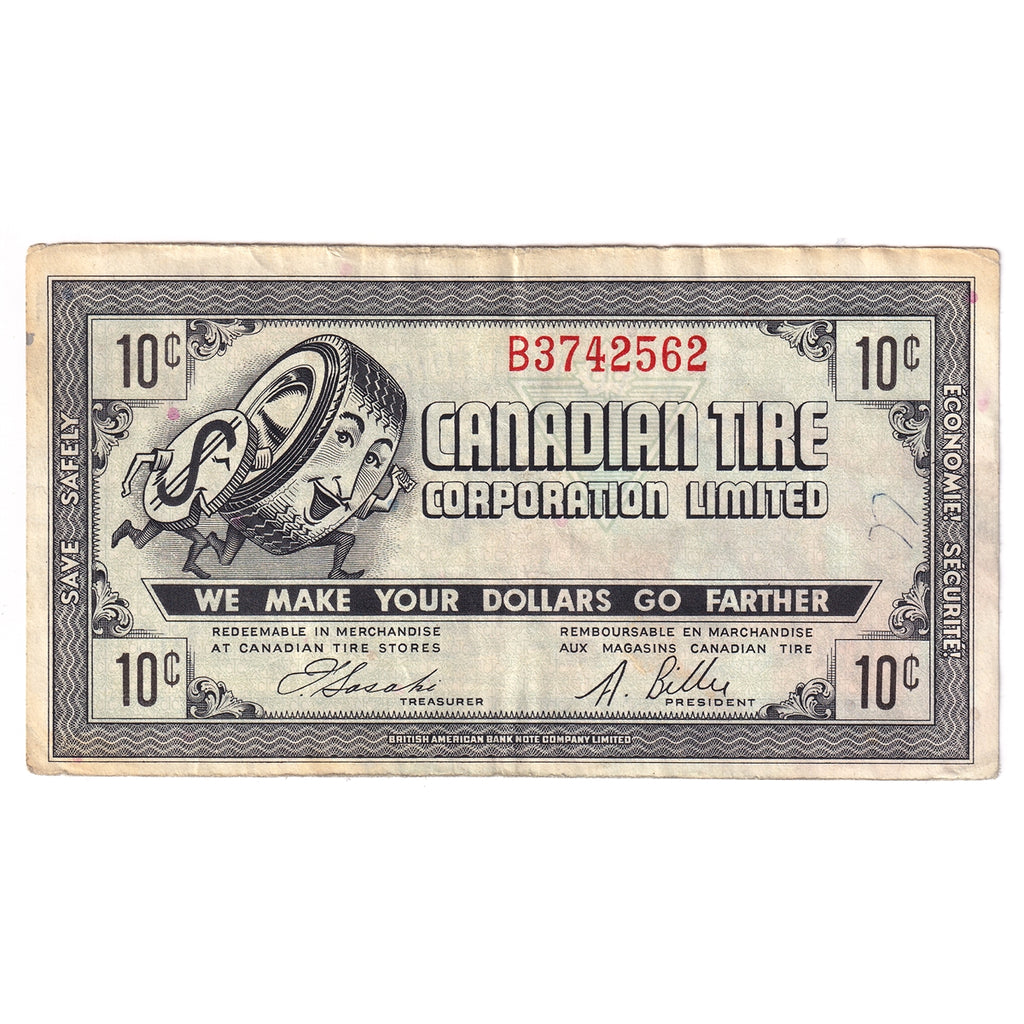 10¢
B3742562
10¢
CANADIAN TIRE
CORPORATION LIMITED
SAVE SAFELY
ECONOMIE! SECURITE!
WE MAKE YOUR DOLLARS GO FARTHER
REDEEMABLE IN MERCHANDISE
AT CANADIAN TIRE STORES
REMBOURSABLE EN MARCHANDISE
AUX MAGASINS CANADIAN TIRE
10¢
TREASURER
A. Billes
PRESIDENT
10¢
BRITISH AMERICAN BANK NOTE COMPANY LIMITED